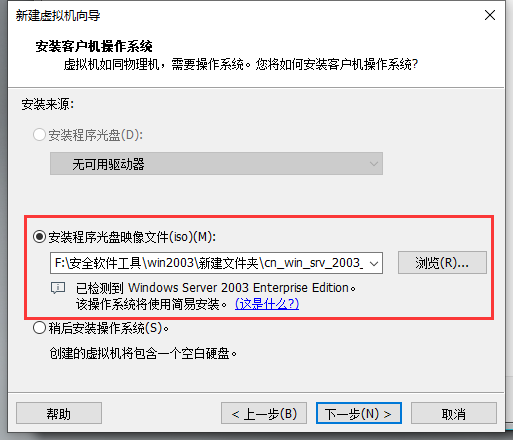 新建虚拟机向导
安装客户机操作系统
虚拟机如同物理机，需要操作系统。您将如何安装客户机操作系统?
安装来源:
安装程序光盘(D):
无可用驱动器
安装程序光盘映像文件(iso)(M):
F:\安全软件工具\win2003\新建文件夹\cn_win_srv_2003_
浏览(R)...
已检测到 Windows Server 2003 Enterprise Edition。
该操作系统将使用简易安装。 (这是什么?)
稍后安装操作系统(S)。
创建的虚拟机将包含一个空白硬盘。
帮助
< 上一步(B)
下一步(N) >
取消